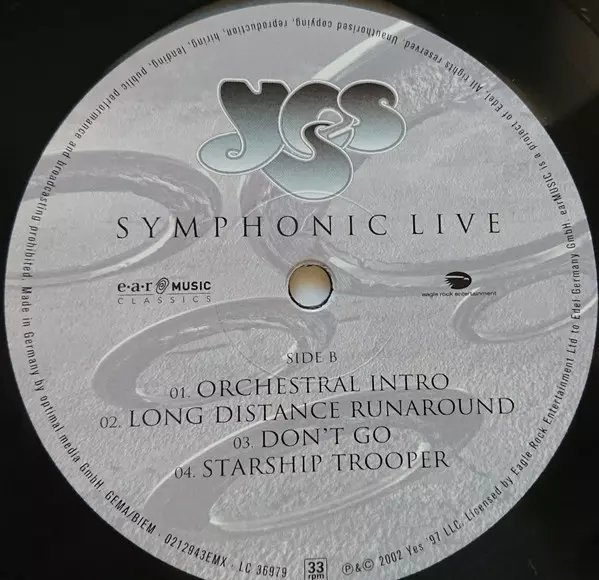 YES
SYMPHONIC LIVE
e·a·r MUSIC
CLASSICS
eagle rock entertainment
SIDE B
01. ORCHESTRAL INTRO
02. LONG DISTANCE RUNAROUND
03. DON'T GO
04. STARSHIP TROOPER
33
rpm
℗&© 2002 Yes '97 LLC. Licensed by Eagle Rock Entertainment Ltd to Edel Germany GmbH. earMUSIC is a project of Edel. All rights reserved. Unauthorised copying, reproduction, hiring, lending, public performance and broadcasting prohibited. Made in Germany by optimal media GmbH. GEMA/BIEM · 0212943EMX · LC 36979